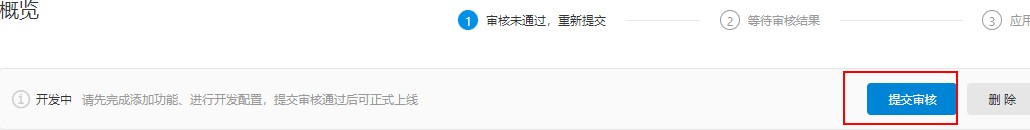 概览
1 审核未通过，重新提交
2 等待审核结果
3 应用
开发中 请先完成添加功能、进行开发配置，提交审核通过后可正式上线
提交审核
删 除